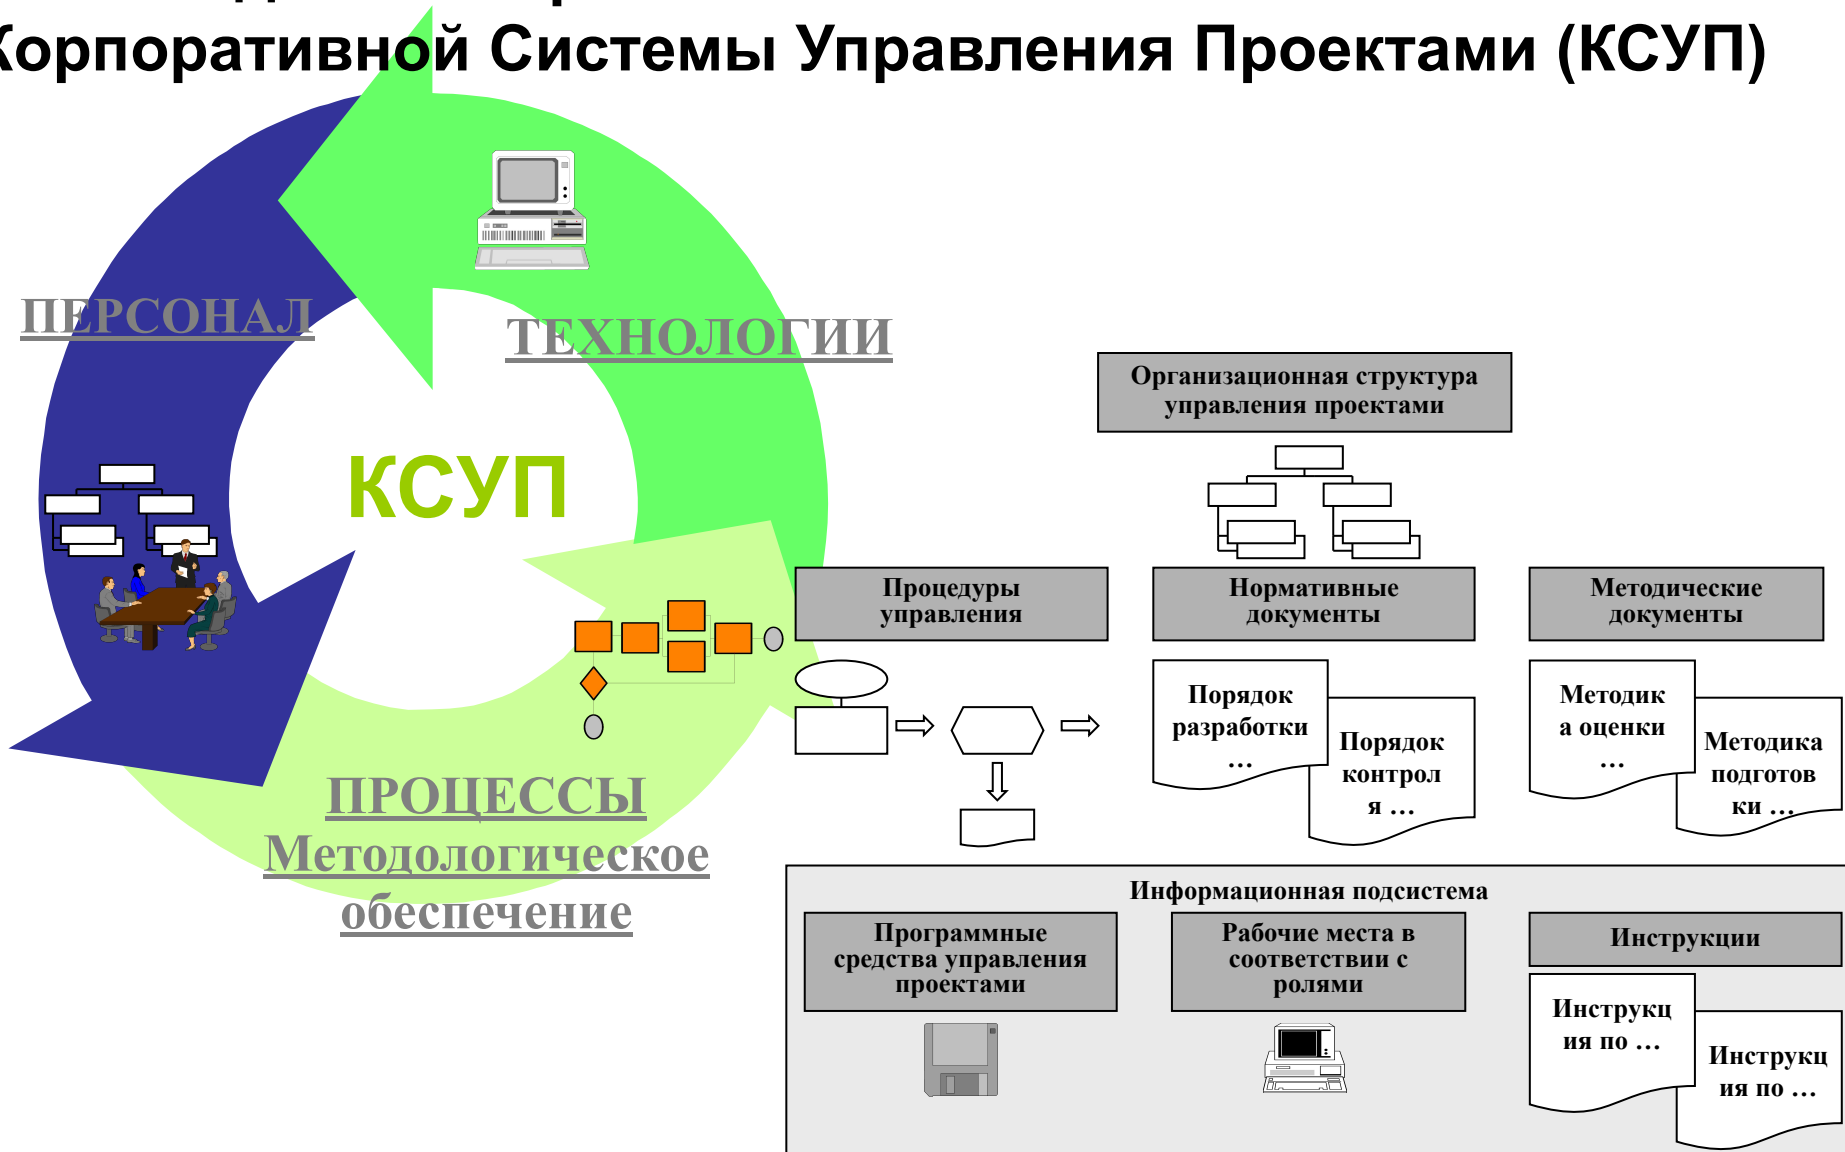 Корпоративной Системы Управления Проектами (КСУП)
ПЕРСОНАЛ
ТЕХНОЛОГИИ
КСУП
ПРОЦЕССЫ
Методологическое
обеспечение
Организационная структура
управления проектами
Процедуры
управления
Нормативные
документы
Методические
документы
Порядок
разработки
…
Порядок
контрол
я …
Методик
а оценки
…
Методика
подготов
ки …
Информационная подсистема
Программные
средства управления
проектами
Рабочие места в
соответствии с
ролями
Инструкции
Инструкц
ия по …
Инструкц
ия по …